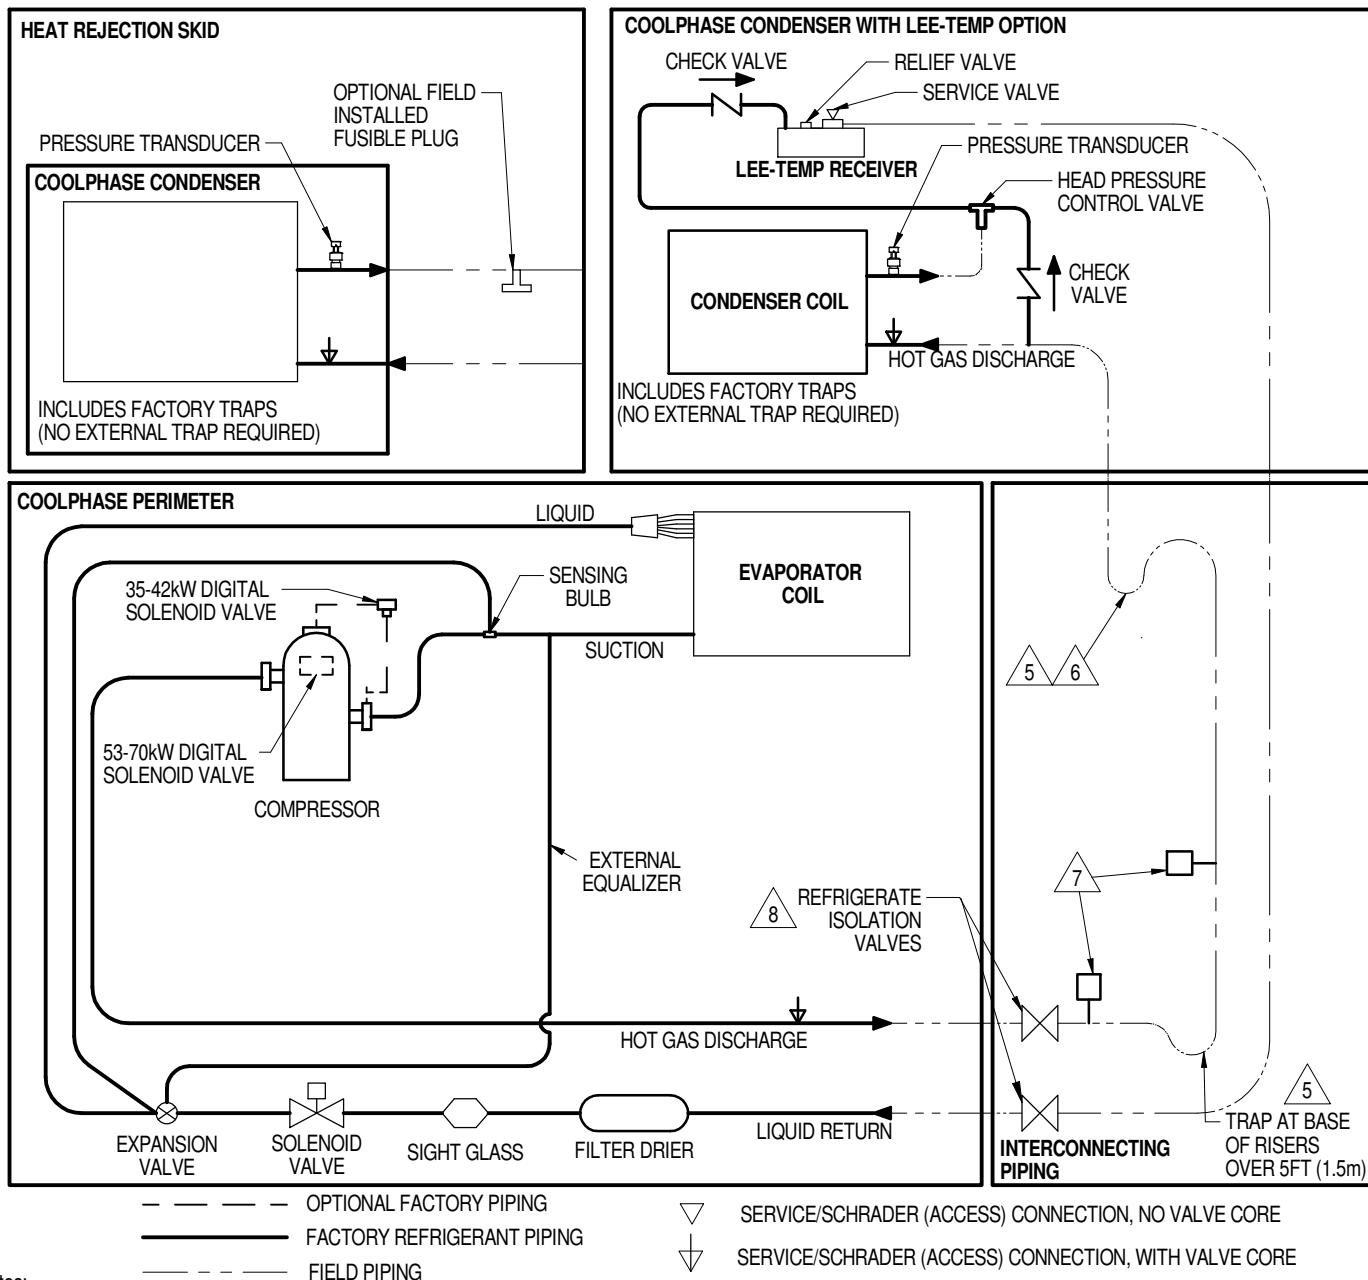 HEAT REJECTION SKID
OPTIONAL FIELD
INSTALLED
FUSIBLE PLUG
PRESSURE TRANSDUCER
COOLPHASE CONDENSER
INCLUDES FACTORY TRAPS
(NO EXTERNAL TRAP REQUIRED)
COOLPHASE CONDENSER WITH LEE-TEMP OPTION
CHECK VALVE
RELIEF VALVE
SERVICE VALVE
LEE-TEMP RECEIVER
PRESSURE TRANSDUCER
HEAD PRESSURE
CONTROL VALVE
CONDENSER COIL
CHECK
VALVE
HOT GAS DISCHARGE
INCLUDES FACTORY TRAPS
(NO EXTERNAL TRAP REQUIRED)
COOLPHASE PERIMETER
LIQUID
EVAPORATOR
COIL
35-42kW DIGITAL
SOLENOID VALVE
SENSING
BULB
SUCTION
53-70kW DIGITAL
SOLENOID VALVE
COMPRESSOR
EXTERNAL
EQUALIZER
8
REFRIGERATE
ISOLATION
VALVES
HOT GAS DISCHARGE
EXPANSION
VALVE
SOLENOID
VALVE
SIGHT GLASS
FILTER DRIER
LIQUID RETURN
5
6
7
5
TRAP AT BASE
OF RISERS
OVER 5FT (1.5m)
INTERCONNECTING
PIPING
OPTIONAL FACTORY PIPING
FACTORY REFRIGERANT PIPING
FIELD PIPING
SERVICE/SCHRADER (ACCESS) CONNECTION, NO VALVE CORE
SERVICE/SCHRADER (ACCESS) CONNECTION, WITH VALVE CORE